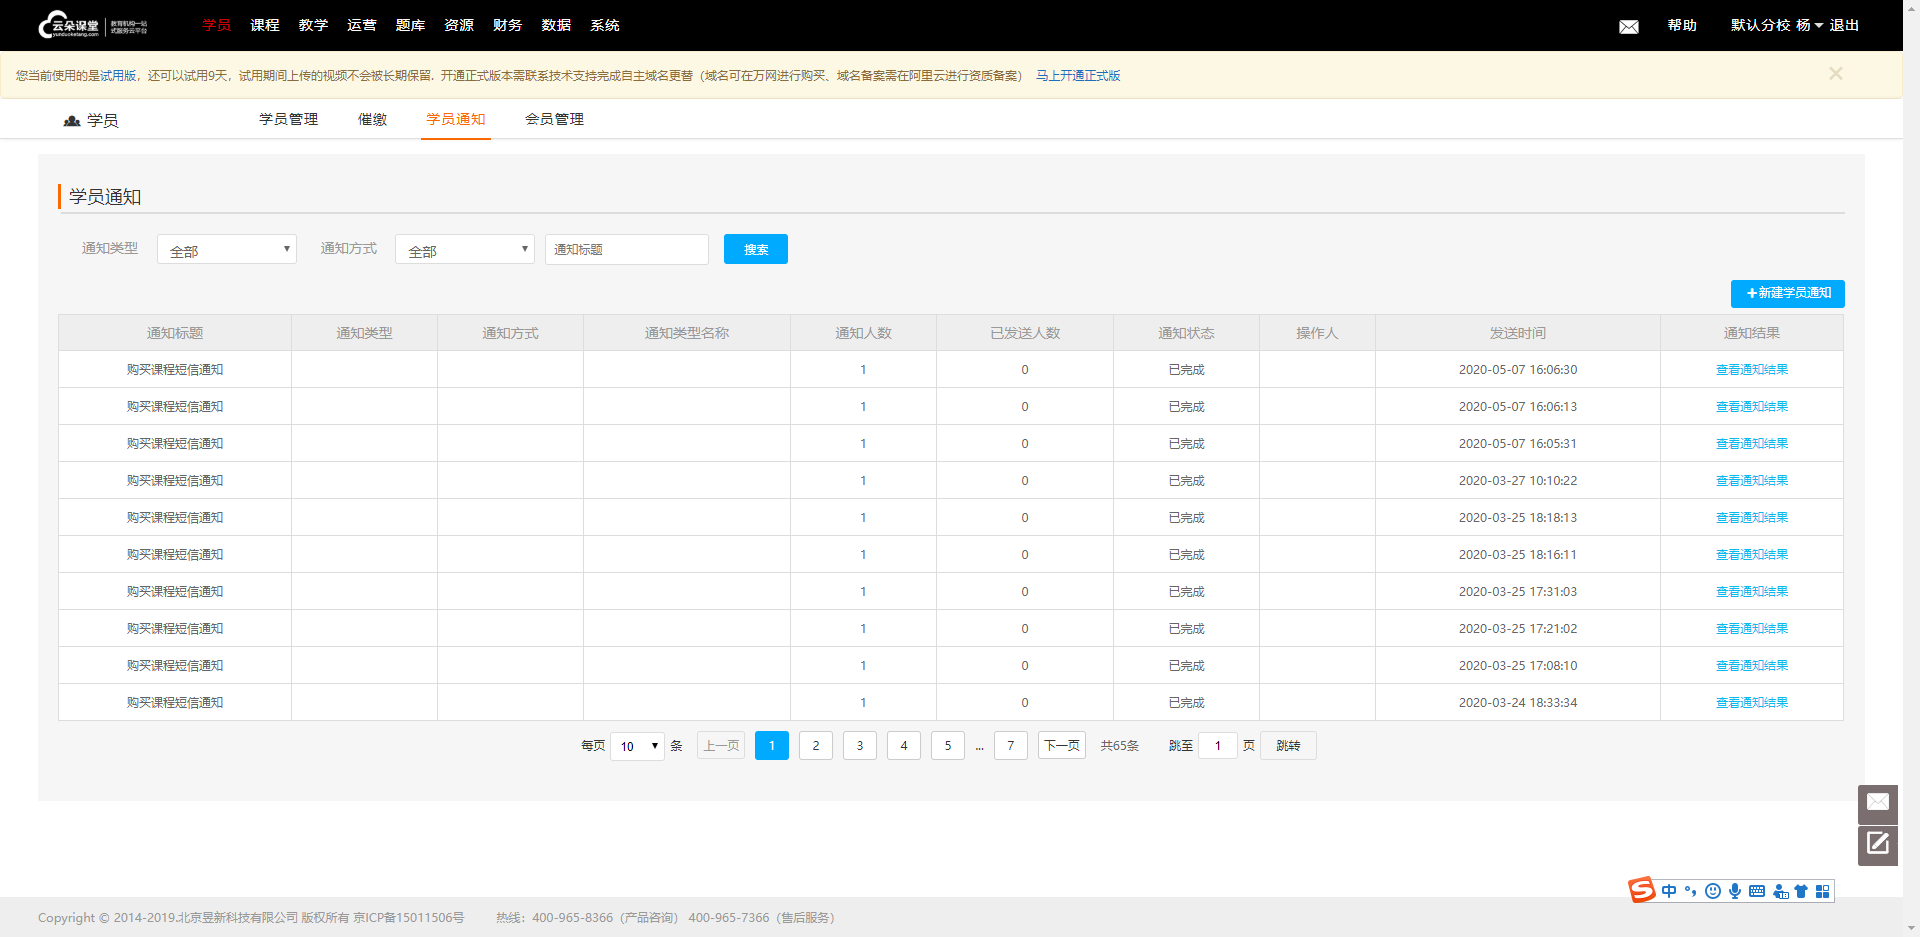 云朵课堂 yunduoketang.com 教育机构一站
式服务云平台
学员 课程 教学 运营 题库 资源 财务 数据 系统 帮助 默认分校 杨 退出
您当前使用的是试用版，还可以试用9天，试用期间上传的视频不会被长期保留. 开通正式版本需联系技术支持完成自主域名更替（域名可在万网进行购买、域名备案需在阿里云进行资质备案） 马上开通正式版
学员 学员管理 催缴 学员通知 会员管理
学员通知
通知类型 全部 通知方式 全部 通知标题 搜索
+新建学员通知
通知标题 通知类型 通知方式 通知类型名称 通知人数 已发送人数 通知状态 操作人 发送时间 通知结果
购买课程短信通知 1 0 已完成 2020-05-07 16:06:30 查看通知结果
购买课程短信通知 1 0 已完成 2020-05-07 16:06:13 查看通知结果
购买课程短信通知 1 0 已完成 2020-05-07 16:05:31 查看通知结果
购买课程短信通知 1 0 已完成 2020-03-27 10:10:22 查看通知结果
购买课程短信通知 1 0 已完成 2020-03-25 18:18:13 查看通知结果
购买课程短信通知 1 0 已完成 2020-03-25 18:16:11 查看通知结果
购买课程短信通知 1 0 已完成 2020-03-25 17:31:03 查看通知结果
购买课程短信通知 1 0 已完成 2020-03-25 17:21:02 查看通知结果
购买课程短信通知 1 0 已完成 2020-03-25 17:08:10 查看通知结果
购买课程短信通知 1 0 已完成 2020-03-24 18:33:34 查看通知结果
每页 10 条 上一页 1 2 3 4 5 ... 7 下一页 共65条 跳至 1 页 跳转
中
Copyright © 2014-2019.北京昱新科技有限公司 版权所有 京ICP备15011506号 热线：400-965-8366（产品咨询） 400-965-7366（售后服务）